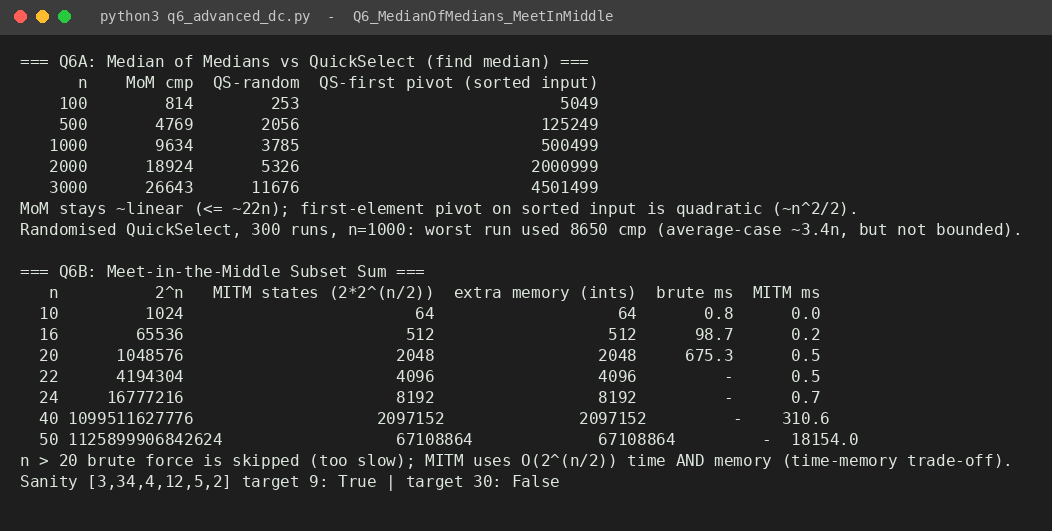 python3 q6_advanced_dc.py  -  Q6_MedianOfMedians_MeetInMiddle
=== Q6A: Median of Medians vs QuickSelect (find median) ===
      n    MoM cmp  QS-random  QS-first pivot (sorted input)
    100        814        253                           5049
    500       4769       2056                         125249
   1000       9634       3785                         500499
   2000      18924       5326                        2000999
   3000      26643      11676                        4501499
MoM stays ~linear (<= ~22n); first-element pivot on sorted input is quadratic (~n^2/2).
Randomised QuickSelect, 300 runs, n=1000: worst run used 8650 cmp (average-case ~3.4n, but not bounded).
=== Q6B: Meet-in-the-Middle Subset Sum ===
   n          2^n   MITM states (2*2^(n/2))  extra memory (ints)  brute ms  MITM ms
  10         1024                        64                   64       0.8      0.0
  16        65536                       512                  512      98.7      0.2
  20      1048576                      2048                 2048     675.3      0.5
  22      4194304                      4096                 4096         -      0.5
  24     16777216                      8192                 8192         -      0.7
  40 1099511627776                   2097152              2097152         -    310.6
  50 1125899906842624                   67108864             67108864         -  18154.0
n > 20 brute force is skipped (too slow); MITM uses O(2^(n/2)) time AND memory (time-memory trade-off).
Sanity [3,34,4,12,5,2] target 9: True | target 30: False